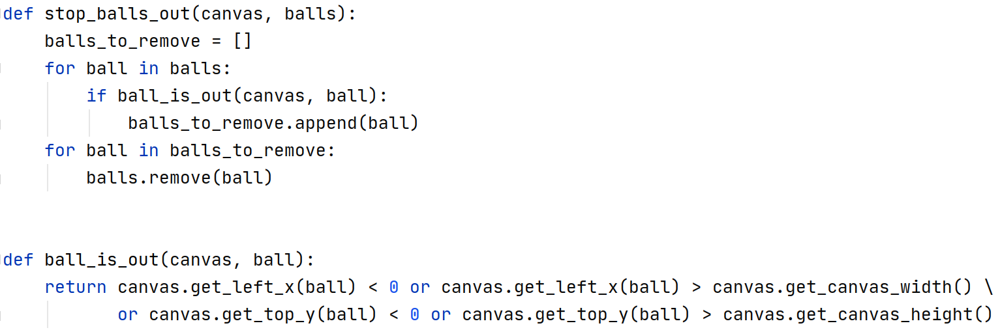 def stop_balls_out(canvas, balls):
    balls_to_remove = []
    for ball in balls:
        if ball_is_out(canvas, ball):
            balls_to_remove.append(ball)
    for ball in balls_to_remove:
        balls.remove(ball)
def ball_is_out(canvas, ball):
    return canvas.get_left_x(ball) < 0 or canvas.get_left_x(ball) > canvas.get_canvas_width() \
           or canvas.get_top_y(ball) < 0 or canvas.get_top_y(ball) > canvas.get_canvas_height()